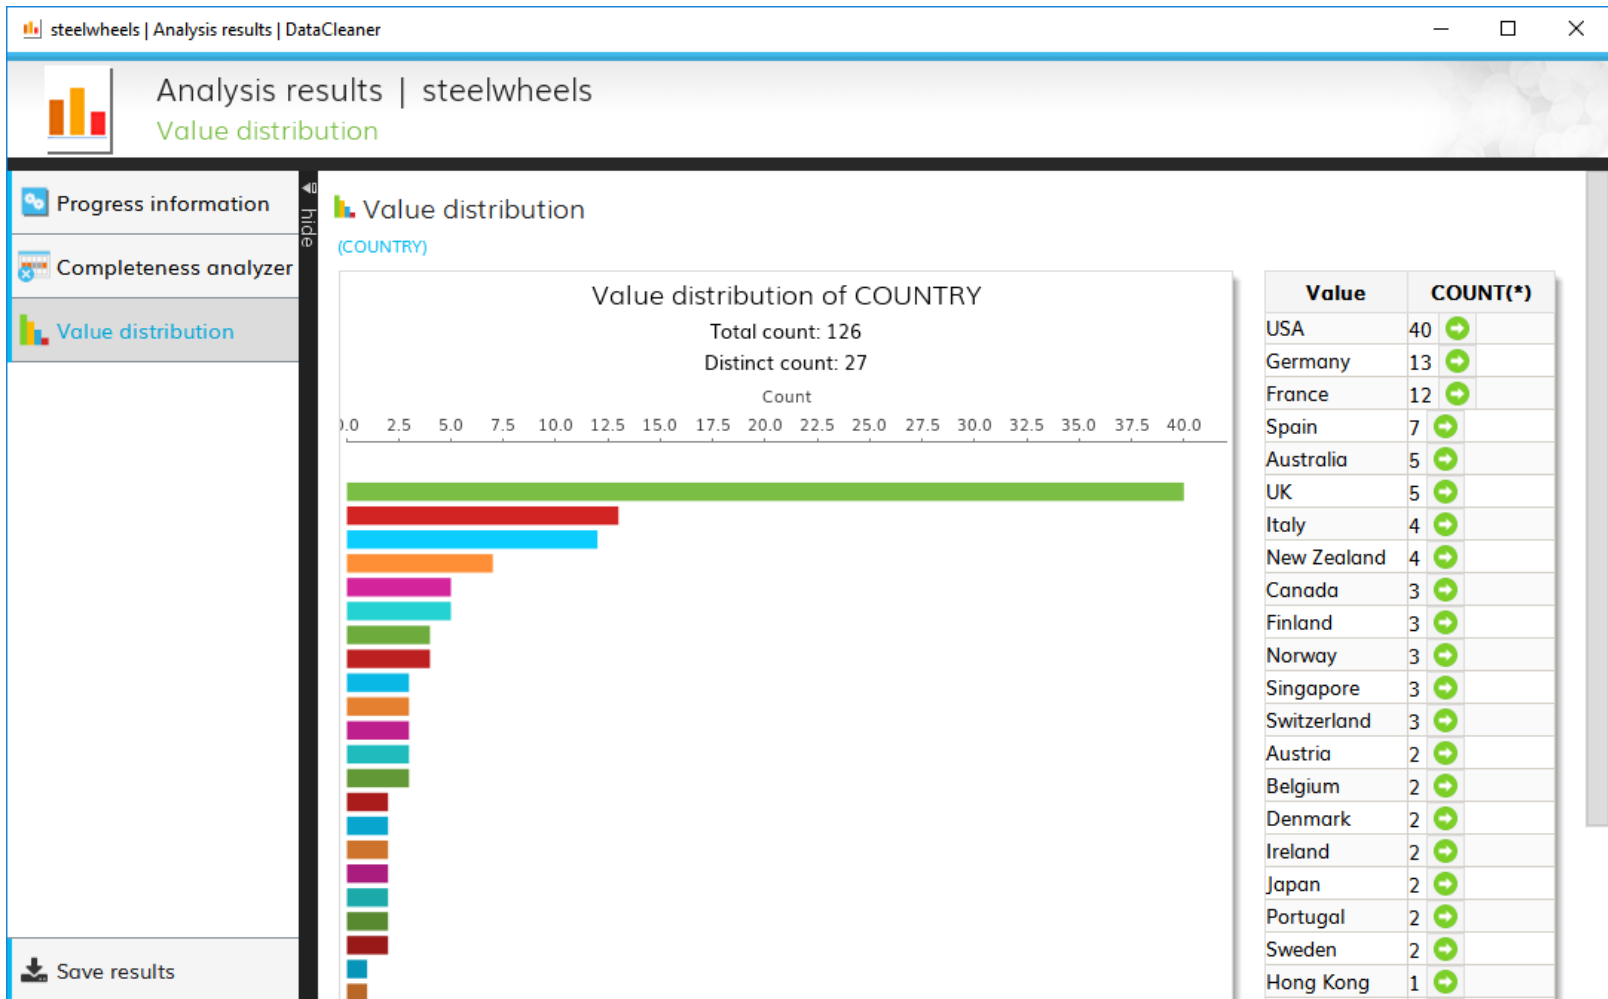 steelwheels | Analysis results | DataCleaner
Analysis results | steelwheels
Value distribution
Progress information
Completeness analyzer
Value distribution
Save results
hide
Value distribution
(COUNTRY)
Value distribution of COUNTRY
Total count: 126
Distinct count: 27
Count
.0 2.5 5.0 7.5 10.0 12.5 15.0 17.5 20.0 22.5 25.0 27.5 30.0 32.5 35.0 37.5 40.0
Value COUNT(*)
USA 40
Germany 13
France 12
Spain 7
Australia 5
UK 5
Italy 4
New Zealand 4
Canada 3
Finland 3
Norway 3
Singapore 3
Switzerland 3
Austria 2
Belgium 2
Denmark 2
Ireland 2
Japan 2
Portugal 2
Sweden 2
Hong Kong 1